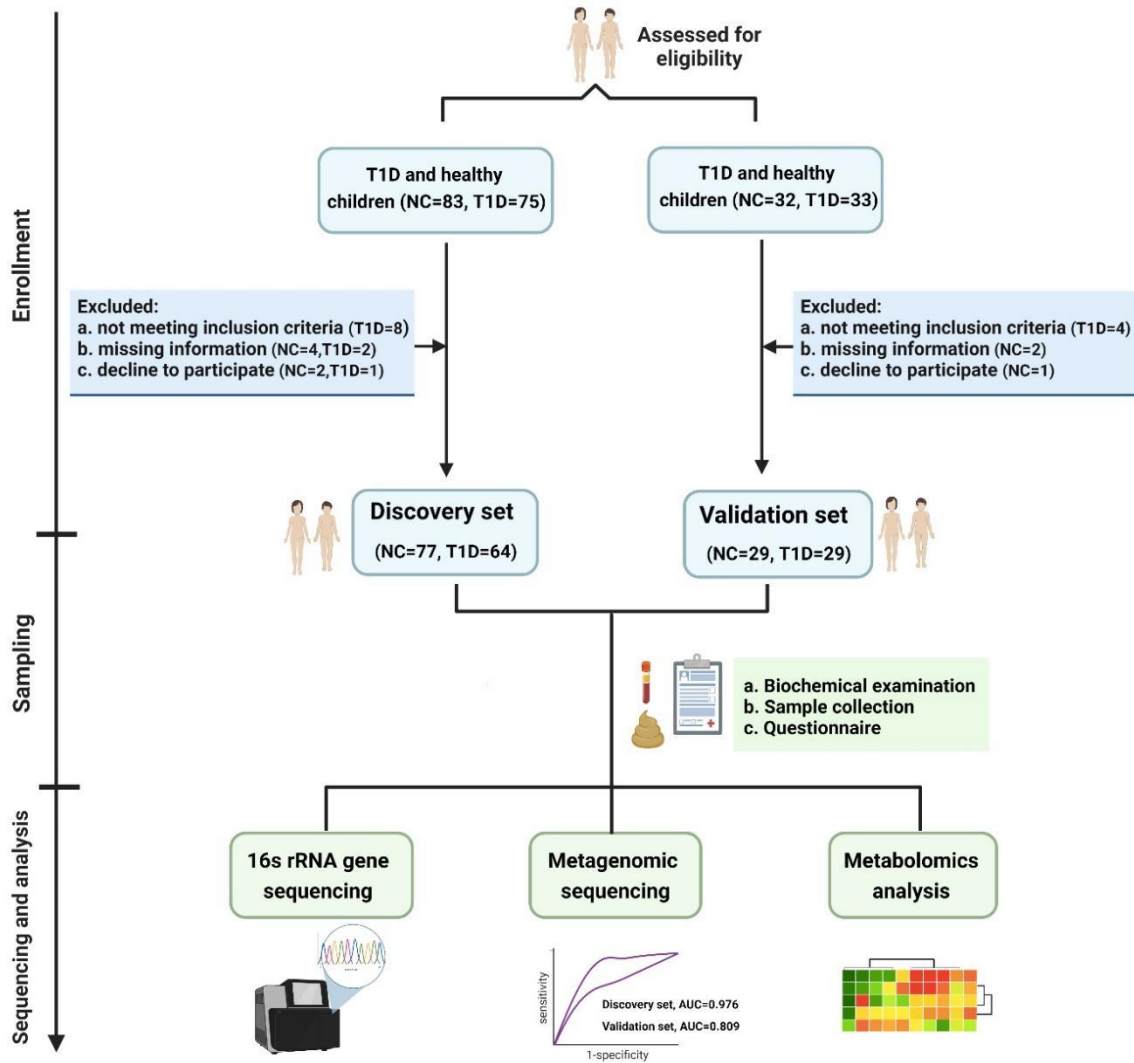 Assessed for
eligibility
Enrollment
T1D and healthy
children (NC=83, T1D=75)
T1D and healthy
children (NC=32, T1D=33)
Excluded:
a. not meeting inclusion criteria (T1D=8)
b. missing information (NC=4,T1D=2)
c. decline to participate (NC=2,T1D=1)
Excluded:
a. not meeting inclusion criteria (T1D=4)
b. missing information (NC=2)
c. decline to participate (NC=1)
Discovery set
(NC=77, T1D=64)
Validation set
(NC=29, T1D=29)
Sampling
a. Biochemical examination
b. Sample collection
c. Questionnaire
Sequencing and analysis
16s rRNA gene
sequencing
Metagenomic
sequencing
Metabolomics
analysis
sensitivity
Discovery set, AUC=0.976
Validation set, AUC=0.809
1-specificity